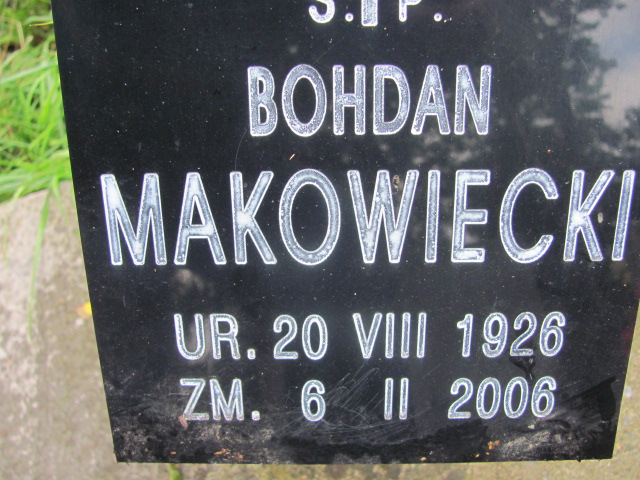 Ś.†P.
BOHDAN
MAKOWIECKI
UR. 20 VIII 1926
ZM. 6 II 2006